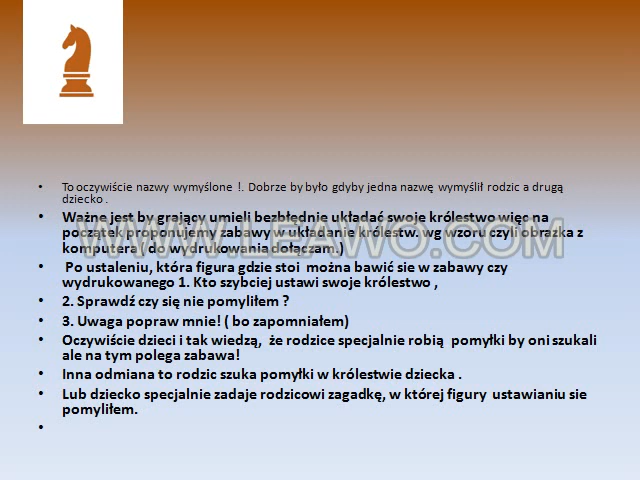 • To oczywiście nazwy wymyślone !. Dobrze by było gdyby jedna nazwę wymyślił rodzic a drugą
dziecko .
• Ważne jest by grający umieli bezbłędnie układać swoje królestwo więc na
początek proponujemy zabawy w układanie królestw. wg wzoru czyli obrazka z
komputera ( do wydrukowania dołączam.)
WWW.LEAWO.COM
• Po ustaleniu, która figura gdzie stoi można bawić sie w zabawy czy
wydrukowanego 1. Kto szybciej ustawi swoje królestwo ,
• 2. Sprawdź czy się nie pomyliłem ?
• 3. Uwaga popraw mnie! ( bo zapomniałem)
• Oczywiście dzieci i tak wiedzą, że rodzice specjalnie robią pomyłki by oni szukali
ale na tym polega zabawa!
• Inna odmiana to rodzic szuka pomyłki w królestwie dziecka .
• Lub dziecko specjalnie zadaje rodzicowi zagadkę, w której figury ustawianiu sie
pomyliłem.
•